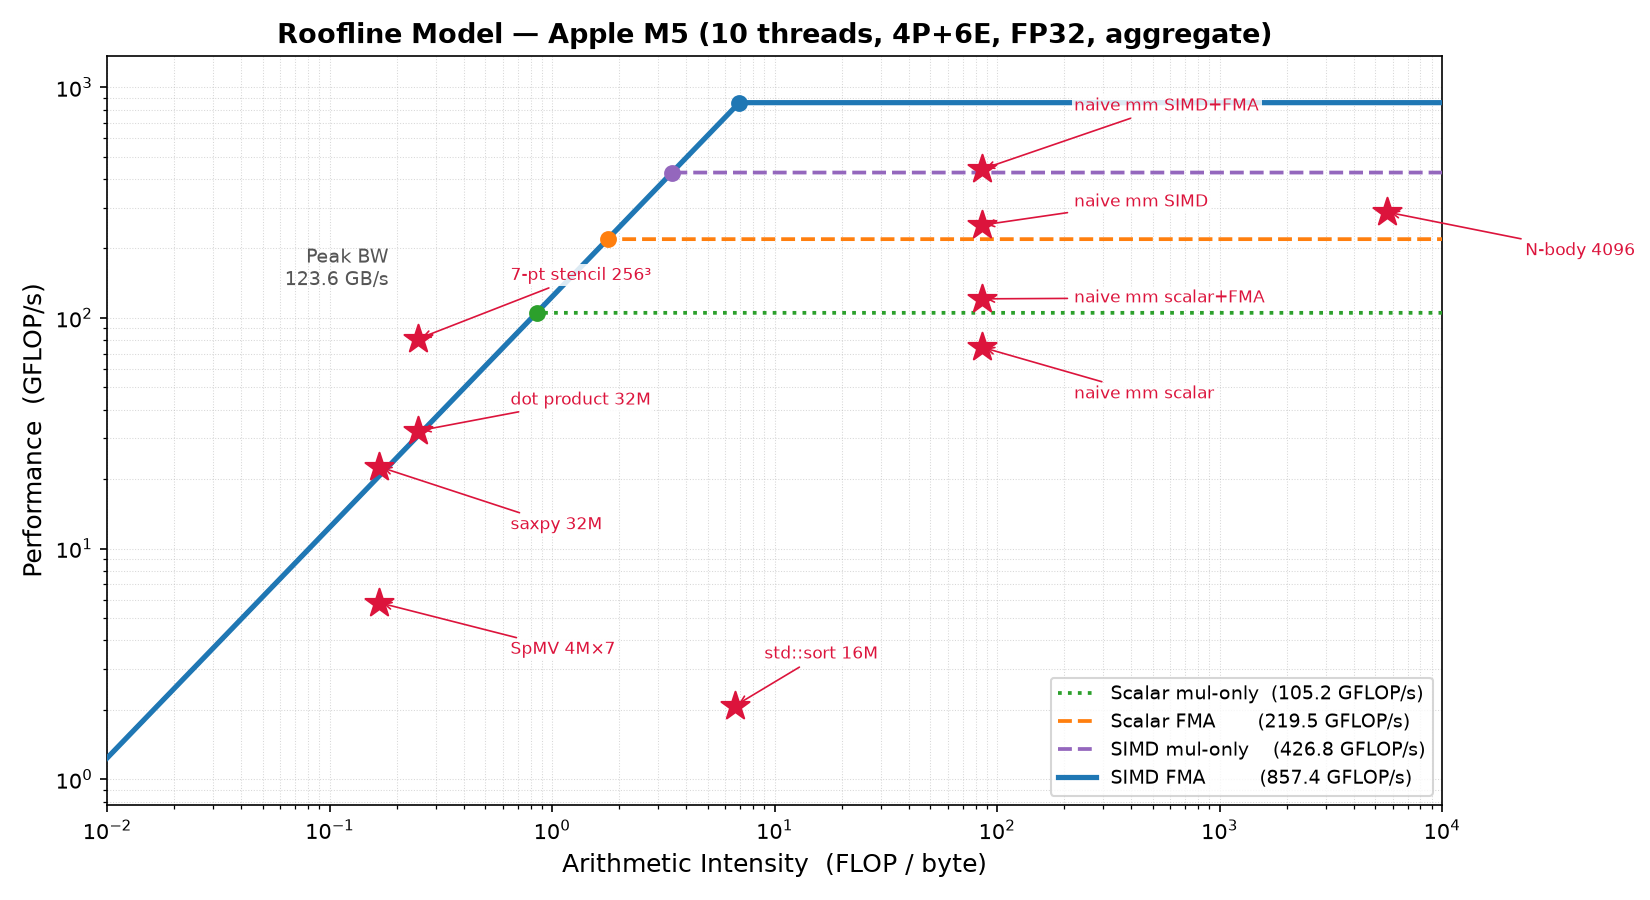 Roofline Model — Apple M5 (10 threads, 4P+6E, FP32, aggregate)
Performance (GFLOP/s)
10³
10²
10¹
10⁰
naive mm SIMD+FMA
naive mm SIMD
N-body 4096
Peak BW
123.6 GB/s
7-pt stencil 256³
naive mm scalar+FMA
naive mm scalar
dot product 32M
saxpy 32M
SpMV 4M×7
std::sort 16M
Scalar mul-only (105.2 GFLOP/s)
Scalar FMA (219.5 GFLOP/s)
SIMD mul-only (426.8 GFLOP/s)
SIMD FMA (857.4 GFLOP/s)
10⁻² 10⁻¹ 10⁰ 10¹ 10² 10³ 10⁴
Arithmetic Intensity (FLOP / byte)